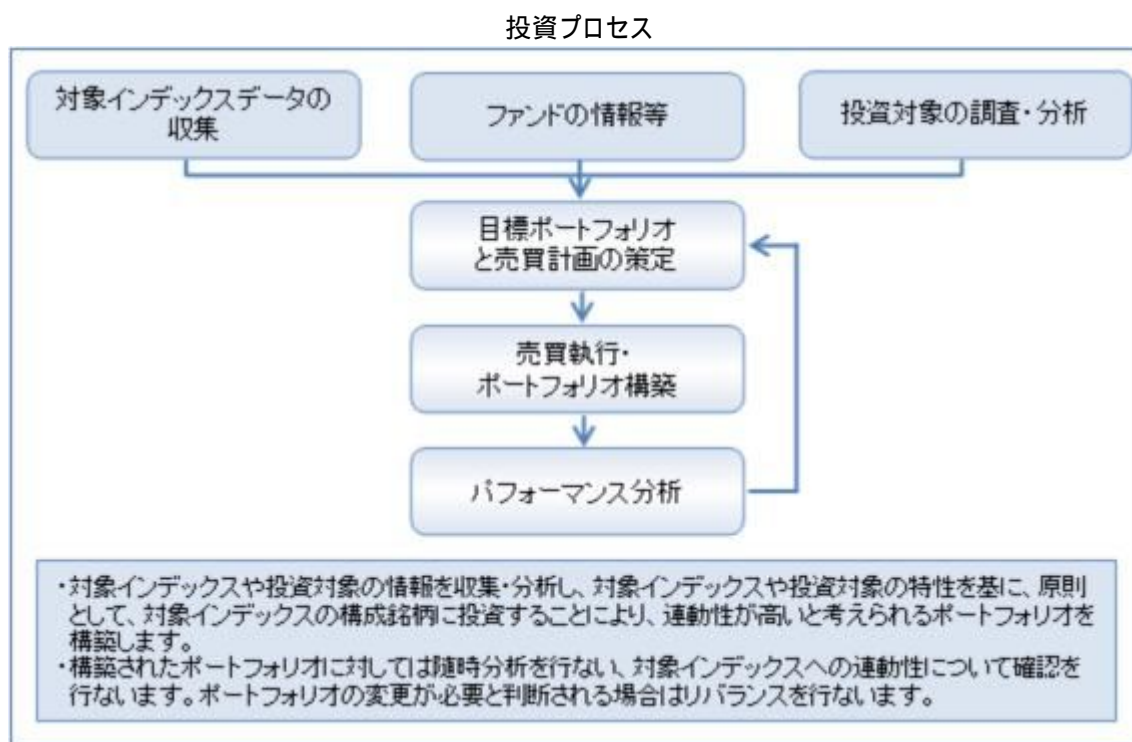 投資プロセス
対象インデックスデータの
収集
ファンドの情報等
投資対象の調査・分析
目標ポートフォリオ
と売買計画の策定
売買執行・
ポートフォリオ構築
パフォーマンス分析
・対象インデックスや投資対象の情報を収集・分析し、対象インデックスや投資対象の特性を基に、原則
として、対象インデックスの構成銘柄に投資することにより、連動性が高いと考えられるポートフォリオを
構築します。
・構築されたポートフォリオに対しては随時分析を行ない、対象インデックスへの連動性について確認を
行ないます。ポートフォリオの変更が必要と判断される場合はリバランスを行ないます。